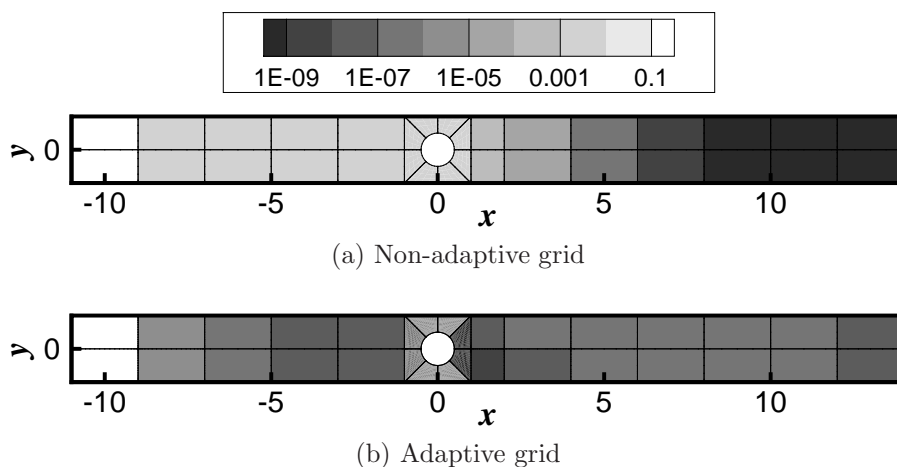 1E-09 1E-07 1E-05 0.001 0.1
y 0
-10 -5 0 5 10
x
(a) Non-adaptive grid
y 0
-10 -5 0 5 10
x
(b) Adaptive grid